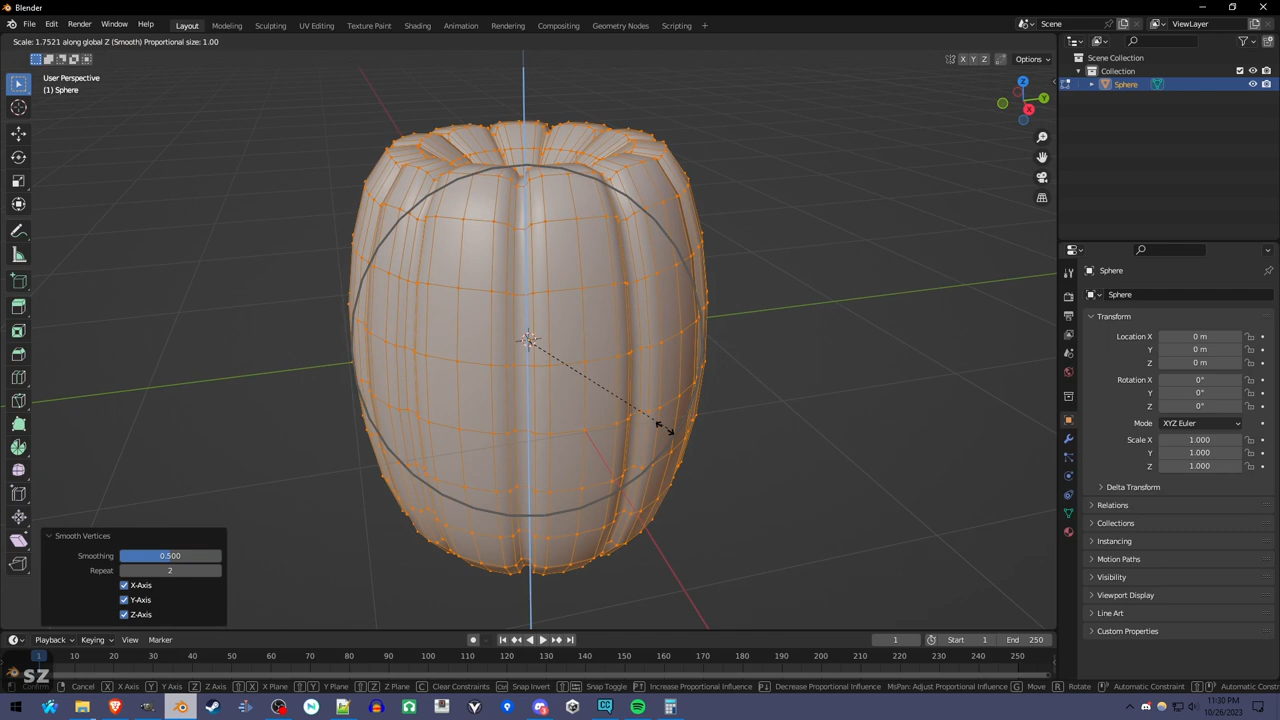 Blender
File Edit Render Window Help Layout Modeling Sculpting UV Editing Texture Paint Shading Animation Rendering Compositing Geometry Nodes Scripting + Scene ViewLayer
Scale: 1.7521 along global Z (Smooth) Proportional size: 1.00
X Y Z Options
User Perspective
(1) Sphere
Z
Y
X
Scene Collection
Collection
Sphere
Sphere
Sphere
Transform
Location X 0 m
Y 0 m
Z 0 m
Rotation X 0°
Y 0°
Z 0°
Mode XYZ Euler
Scale X 1.000
Y 1.000
Z 1.000
Delta Transform
Relations
Collections
Instancing
Motion Paths
Visibility
Viewport Display
Line Art
Custom Properties
Smooth Vertices
Smoothing 0.500
Repeat 2
X-Axis
Y-Axis
Z-Axis
Playback Keying View Marker 1 Start 1 End 250
1 10 20 30 40 50 60 70 80 90 100 110 120 130 140 150 160 170 180 190 200 210 220 230 240 250
SZ
Confirm Cancel X X Axis Y Y Axis Z Z Axis X X Plane Y Y Plane Z Z Plane C Clear Constraints Ctrl Snap Invert Snap Toggle Increase Proportional Influence Decrease Proportional Influence MsPan: Adjust Proportional Influence G Move R Rotate Automatic Constraint Automatic Const
11:30 PM
10/26/2023